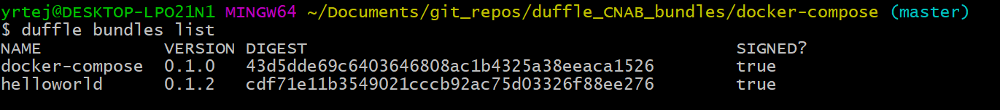 yrtej@DESKTOP-LPO21N1 MINGW64 ~/Documents/git_repos/duffle_CNAB_bundles/docker-compose (master)
$ duffle bundles list
NAME VERSION DIGEST SIGNED?
docker-compose 0.1.0 43d5dde69c6403646808ac1b4325a38eeaca1526 true
helloworld 0.1.2 cdf71e11b3549021cccb92ac75d03326f88ee276 true